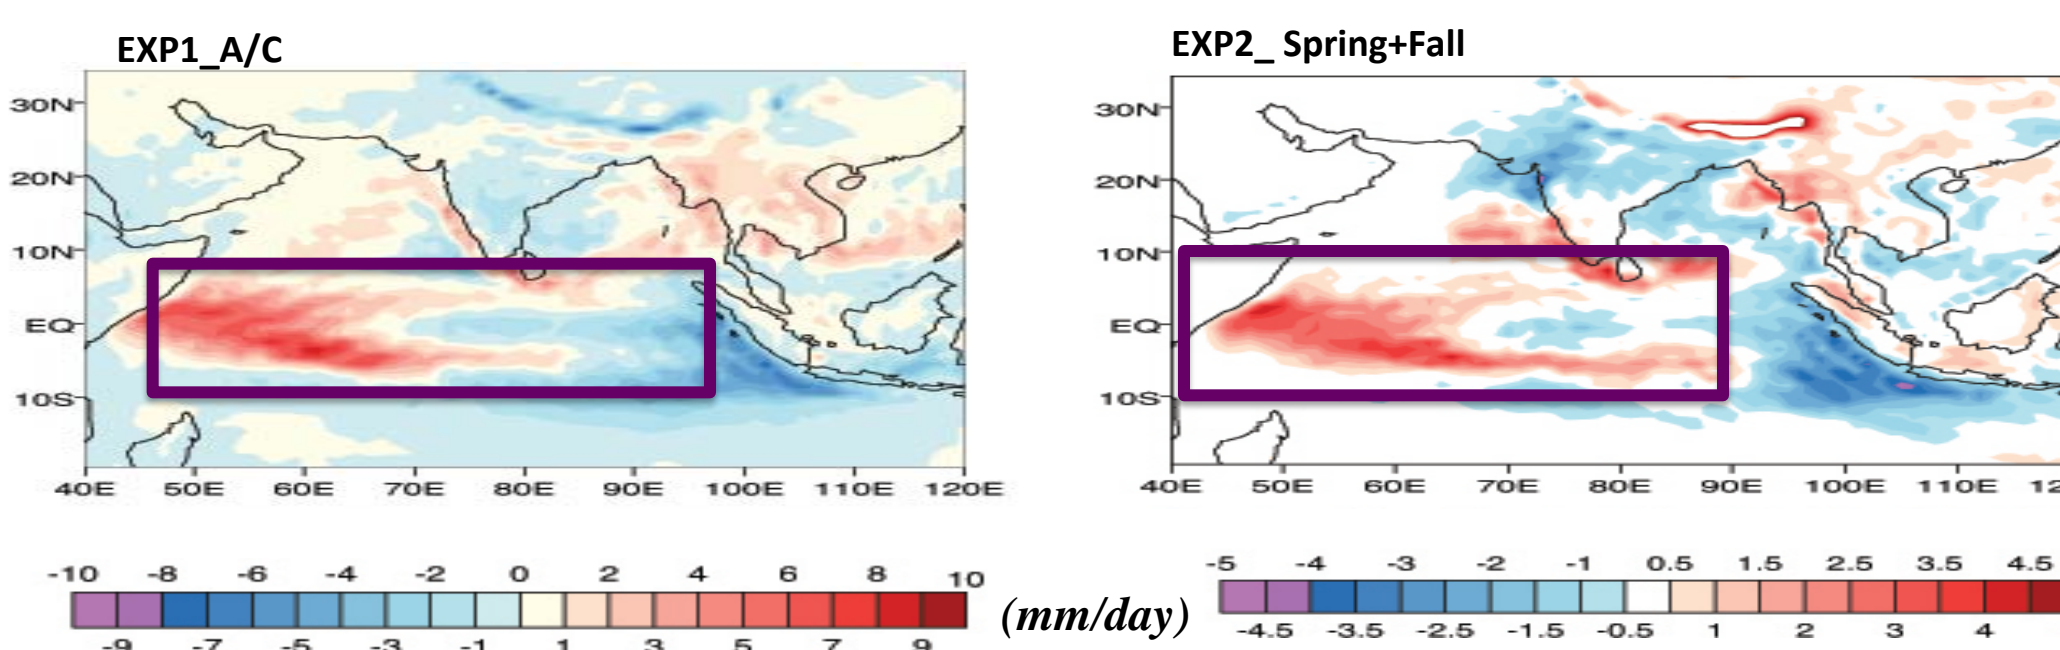 EXP1_A/C
EXP2_ Spring+Fall
30N
20N
10N
EQ
10S
40E 50E 60E 70E 80E 90E 100E 110E 120E
30N
20N
10N
EQ
10S
40E 50E 60E 70E 80E 90E 100E 110E 12
-10 -8 -6 -4 -2 0 2 4 6 8 10
-9 -7 -5 -3 -1 1 3 5 7 9
(mm/day)
-5 -4 -3 -2 -1 0.5 1.5 2.5 3.5 4.5
-4.5 -3.5 -2.5 -1.5 -0.5 1 2 3 4